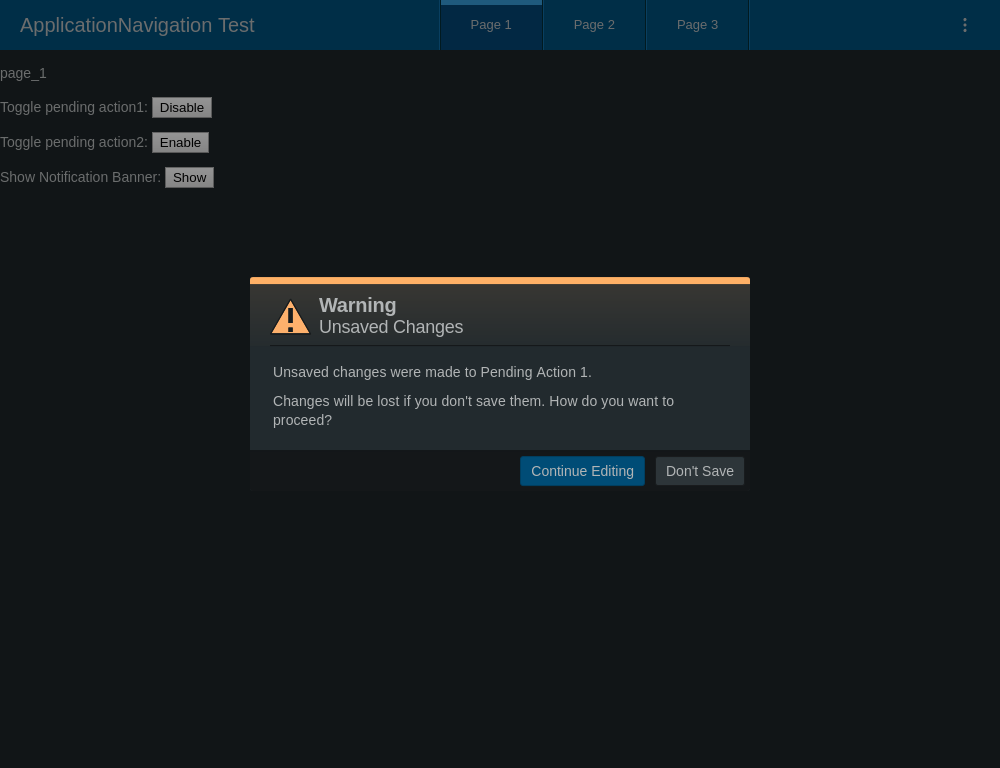 ApplicationNavigation Test
Page 1
Page 2
Page 3
page_1
Toggle pending action1: Disable
Toggle pending action2: Enable
Show Notification Banner: Show
Warning
Unsaved Changes
Unsaved changes were made to Pending Action 1.
Changes will be lost if you don't save them. How do you want to
proceed?
Continue Editing
Don't Save